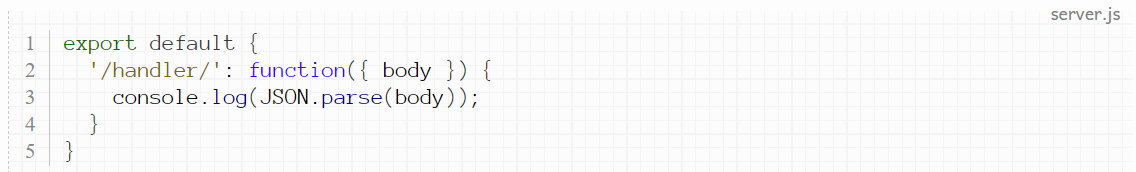 server.js
1 export default {
2   '/handler/': function({ body }) {
3     console.log(JSON.parse(body));
4   }
5 }